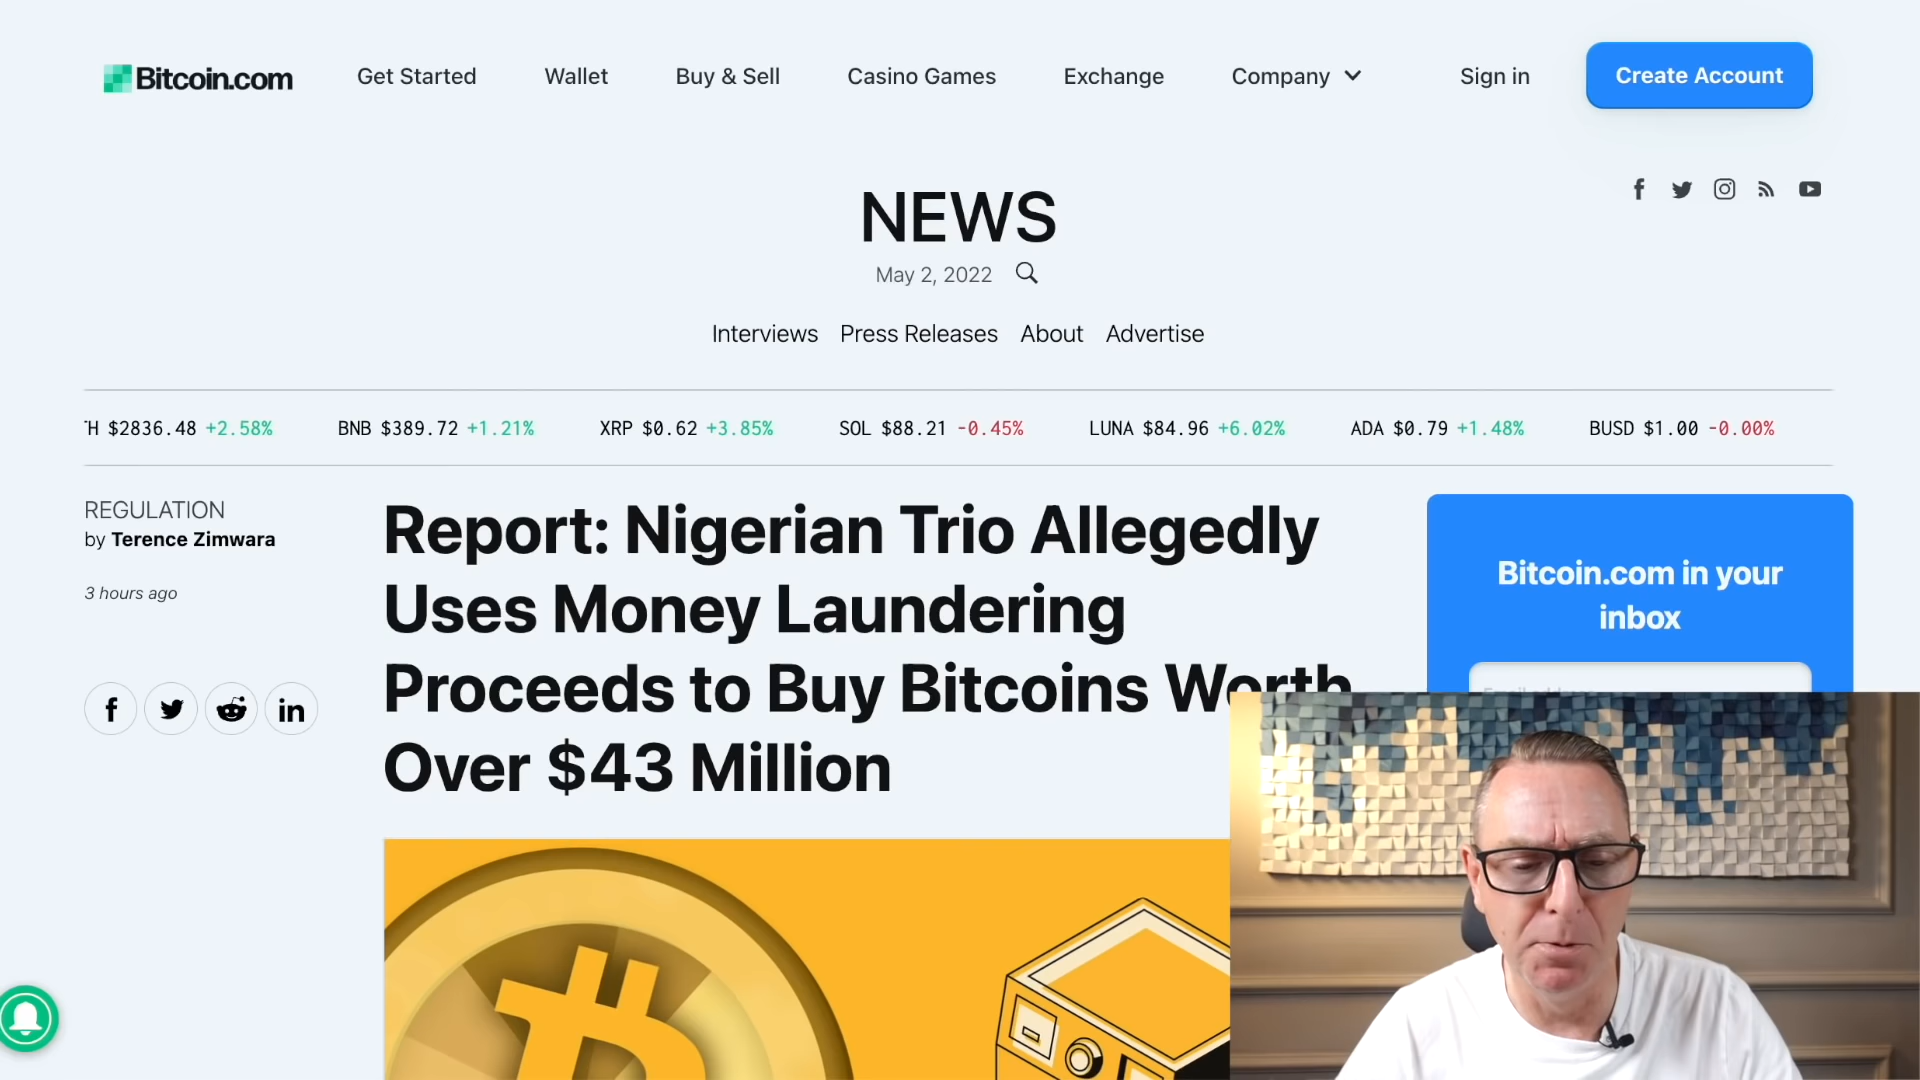 Bitcoin.com Get Started Wallet Buy & Sell Casino Games Exchange Company Sign in Create Account
NEWS
May 2, 2022
Interviews Press Releases About Advertise
TH $2836.48 +2.58% BNB $389.72 +1.21% XRP $0.62 +3.85% SOL $88.21 -0.45% LUNA $84.96 +6.02% ADA $0.79 +1.48% BUSD $1.00 -0.00%
REGULATION
by Terence Zimwara
3 hours ago
Report: Nigerian Trio Allegedly
Uses Money Laundering
Proceeds to Buy Bitcoins Worth
Over $43 Million
Bitcoin.com in your
inbox